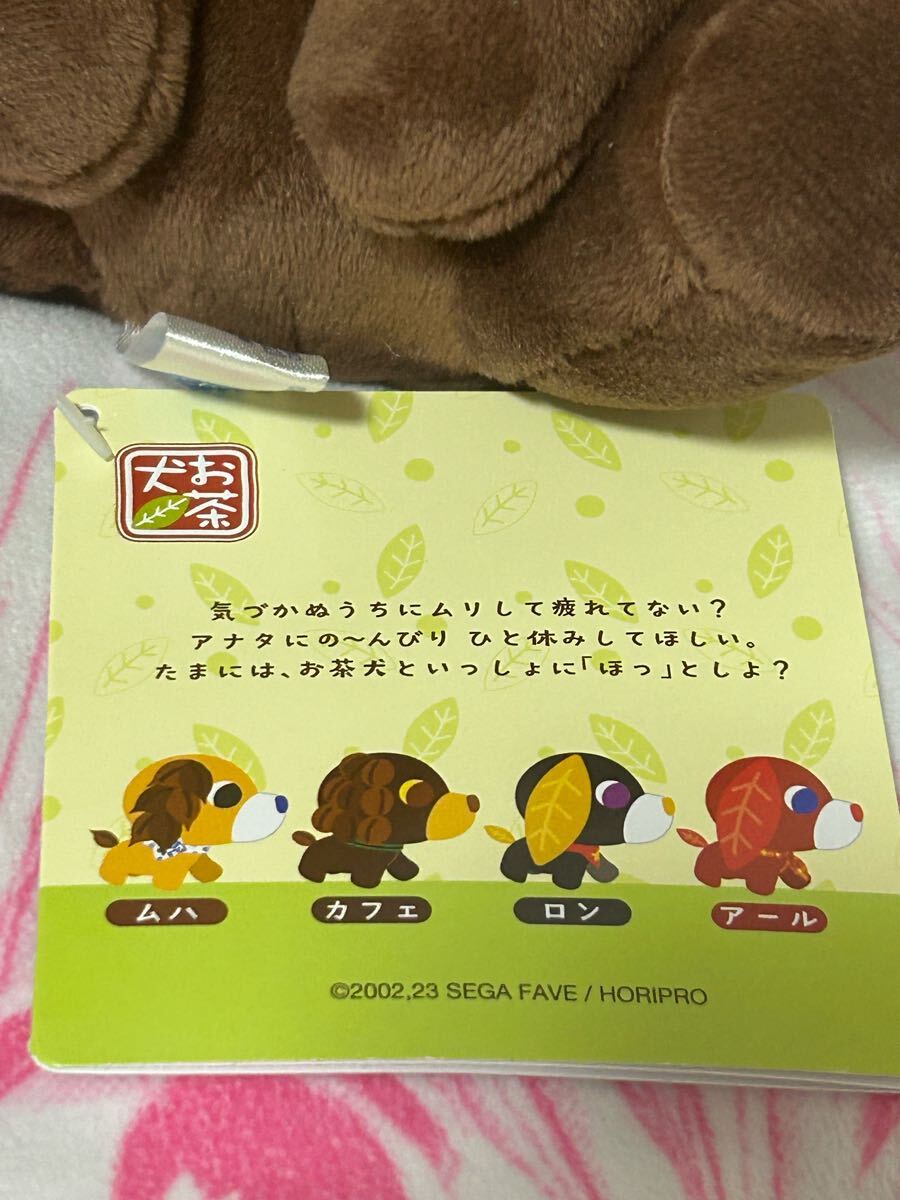 お茶犬
気づかぬうちにムリして疲れてない？
アナタにの〜んびり ひと休みしてほしい。
たまには、お茶犬といっしょに「ほっ」としよ？
ムハ
カフェ
ロン
アール
©2002,23 SEGA FAVE / HORIPRO